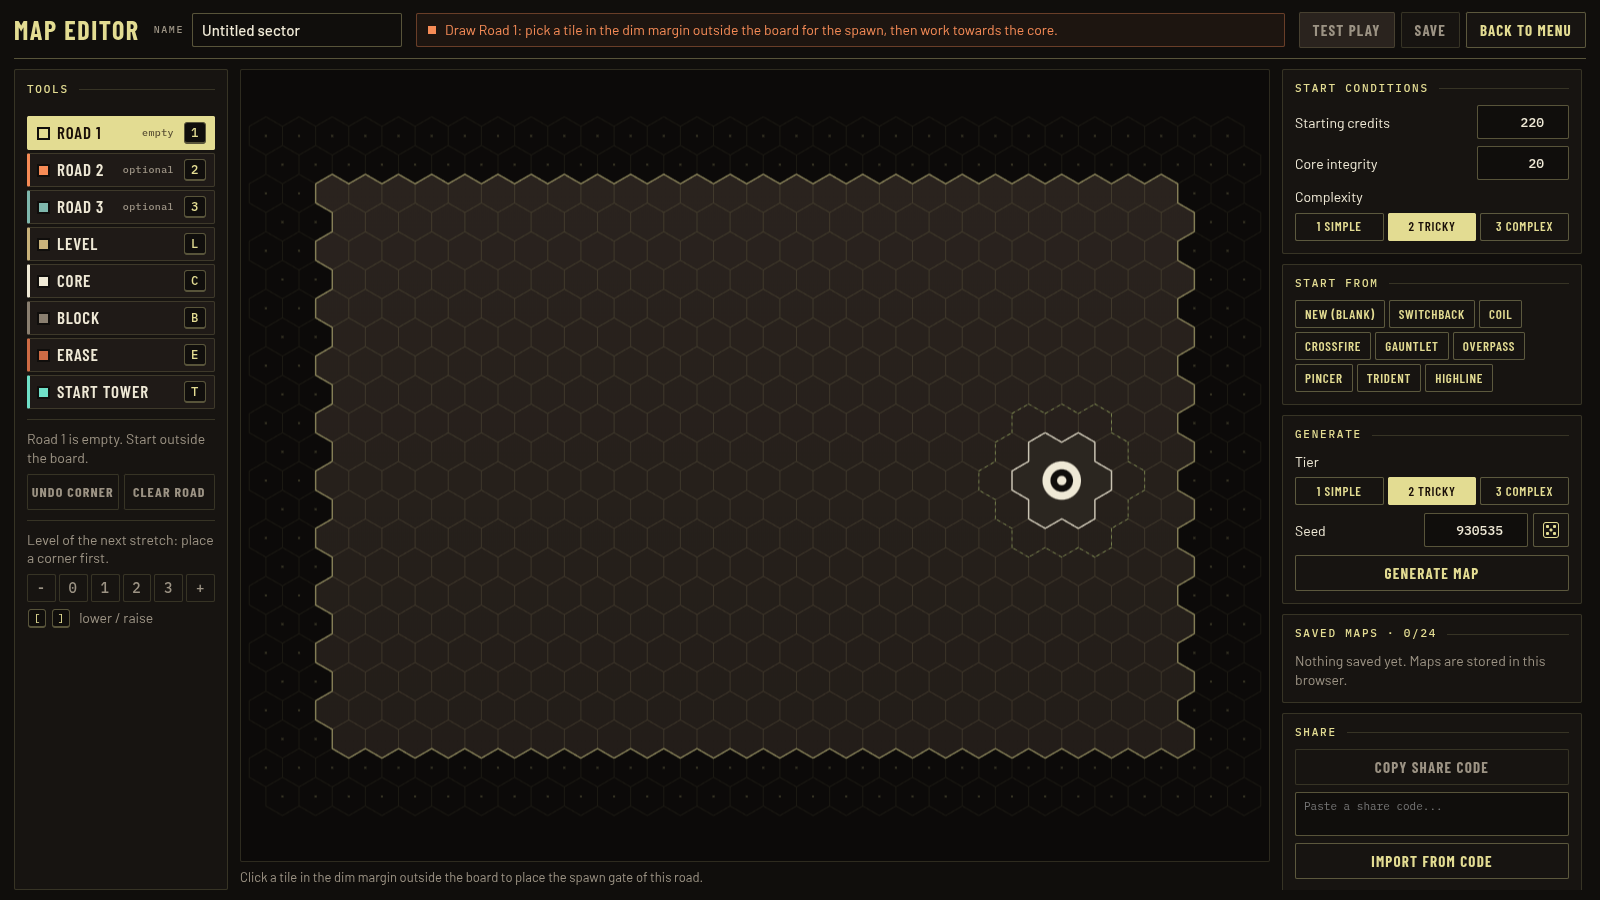 MAP EDITOR
NAME
Untitled sector
Draw Road 1: pick a tile in the dim margin outside the board for the spawn, then work towards the core.
TEST PLAY
SAVE
BACK TO MENU
TOOLS
ROAD 1 empty 1
ROAD 2 optional 2
ROAD 3 optional 3
LEVEL L
CORE C
BLOCK B
ERASE E
START TOWER T
Road 1 is empty. Start outside
the board.
UNDO CORNER CLEAR ROAD
Level of the next stretch: place
a corner first.
- 0 1 2 3 +
[ ] lower / raise
Click a tile in the dim margin outside the board to place the spawn gate of this road.
START CONDITIONS
Starting credits 220
Core integrity 20
Complexity
1 SIMPLE 2 TRICKY 3 COMPLEX
START FROM
NEW (BLANK) SWITCHBACK COIL
CROSSFIRE GAUNTLET OVERPASS
PINCER TRIDENT HIGHLINE
GENERATE
Tier
1 SIMPLE 2 TRICKY 3 COMPLEX
Seed 930535
GENERATE MAP
SAVED MAPS · 0/24
Nothing saved yet. Maps are stored in this
browser.
SHARE
COPY SHARE CODE
Paste a share code...
IMPORT FROM CODE